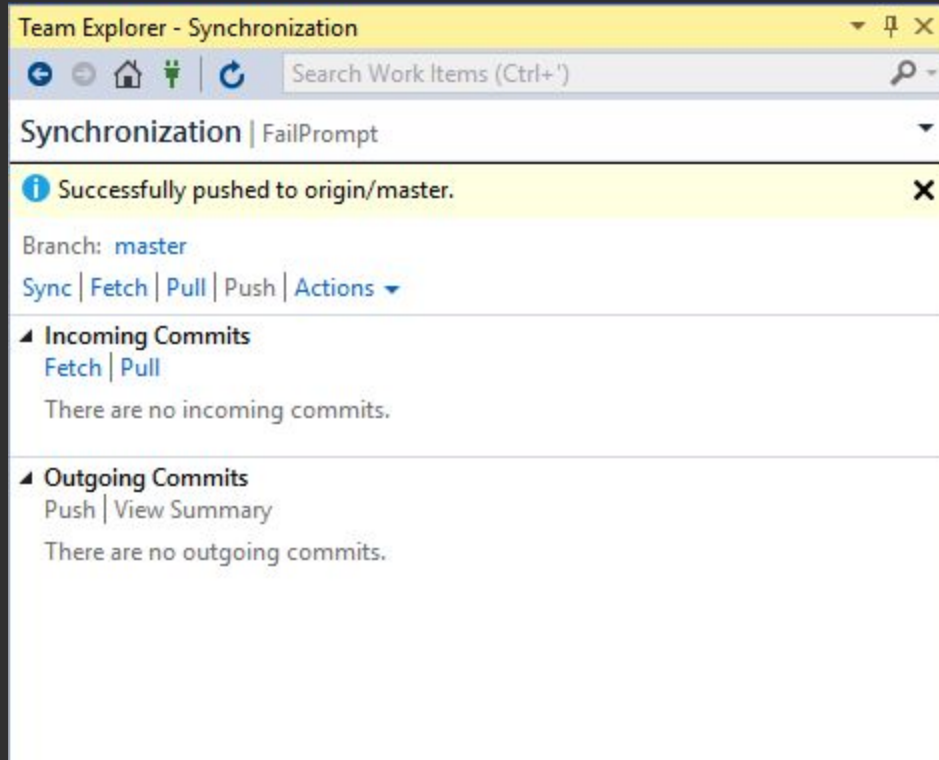 Team Explorer - Synchronization
Search Work Items (Ctrl+')
Synchronization | FailPrompt
Successfully pushed to origin/master.
Branch: master
Sync | Fetch | Pull | Push | Actions
Incoming Commits
Fetch | Pull
There are no incoming commits.
Outgoing Commits
Push | View Summary
There are no outgoing commits.